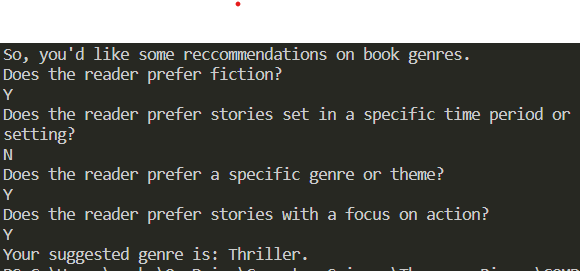 So, you'd like some reccommendations on book genres.
Does the reader prefer fiction?
Y
Does the reader prefer stories set in a specific time period or
setting?
N
Does the reader prefer a specific genre or theme?
Y
Does the reader prefer stories with a focus on action?
Y
Your suggested genre is: Thriller.